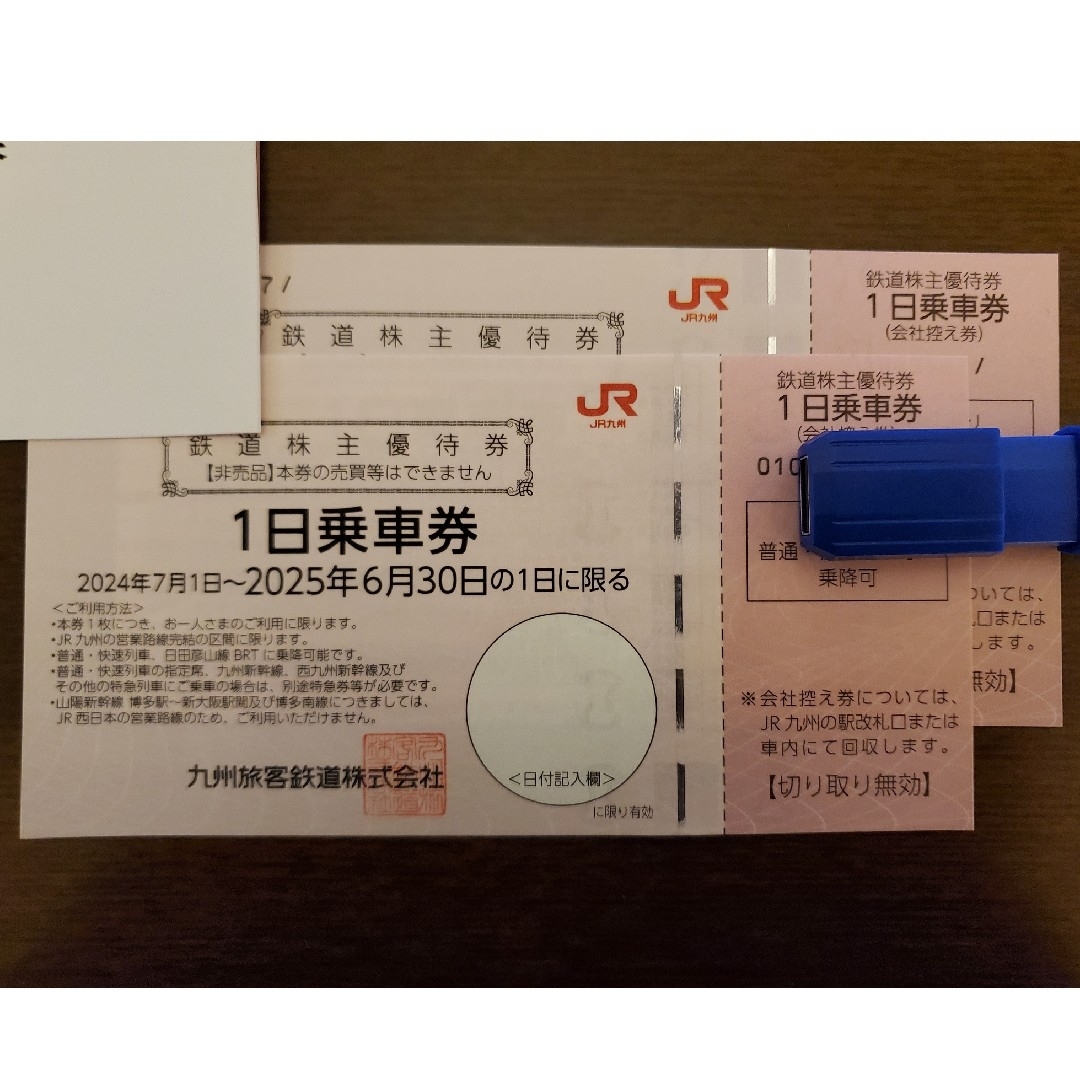 7 /
JR
JR九州
鉄道株主優待券
鉄道株主優待券
1日乗車券
(会社控え券)
/
JR
JR九州
鉄道株主優待券
【非売品】本券の売買等はできません
1日乗車券
2024年7月1日～2025年6月30日の1日に限る
<ご利用方法>
・本券1枚につき、お一人さまのご利用に限ります。
・JR九州の営業路線完結の区間に限ります。
・普通・快速列車、日田彦山線BRTに乗降可能です。
・普通・快速列車の指定席、九州新幹線、西九州新幹線及び
その他の特急列車にご乗車の場合は、別途特急券等が必要です。
・山陽新幹線 博多駅～新大阪駅間及び博多南線につきましては、
JR西日本の営業路線のため、ご利用いただけません。
九州旅客鉄道株式会社
<日付記入欄>
に限り有効
鉄道株主優待券
1日乗車券
010
普通
乗降可
※会社控え券については、
JR九州の駅改札口または
車内にて回収します。
【切り取り無効】
ついては、
札口または
します。
無効】